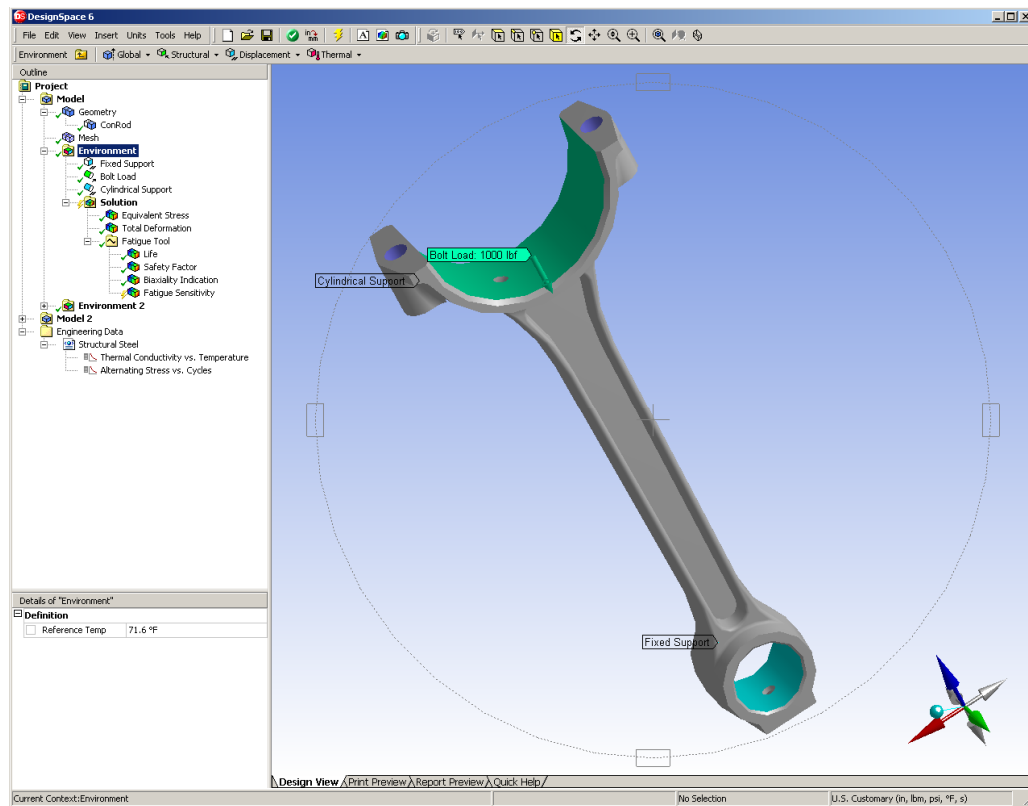 DesignSpace 6
File Edit View Insert Units Tools Help
Environment Global Structural Displacement Thermal
Outline
Project
Model
Geometry
ConRod
Mesh
Environment
Fixed Support
Bolt Load
Cylindrical Support
Solution
Equivalent Stress
Total Deformation
Fatigue Tool
Life
Safety Factor
Biaxiality Indication
Fatigue Sensitivity
Environment 2
Model 2
Engineering Data
Structural Steel
Thermal Conductivity vs. Temperature
Alternating Stress vs. Cycles
Bolt Load: 1000 lbf
Cylindrical Support
Fixed Support
Details of "Environment"
Definition
Reference Temp 71.6 °F
Design View Print Preview Report Preview Quick Help
Current Context:Environment No Selection U.S. Customary (in, lbm, psi, °F, s)